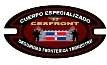 CUERPO ESPECIALIZADO
CESFRONT
SEGURIDAD FRONTERIZA TERRESTRE